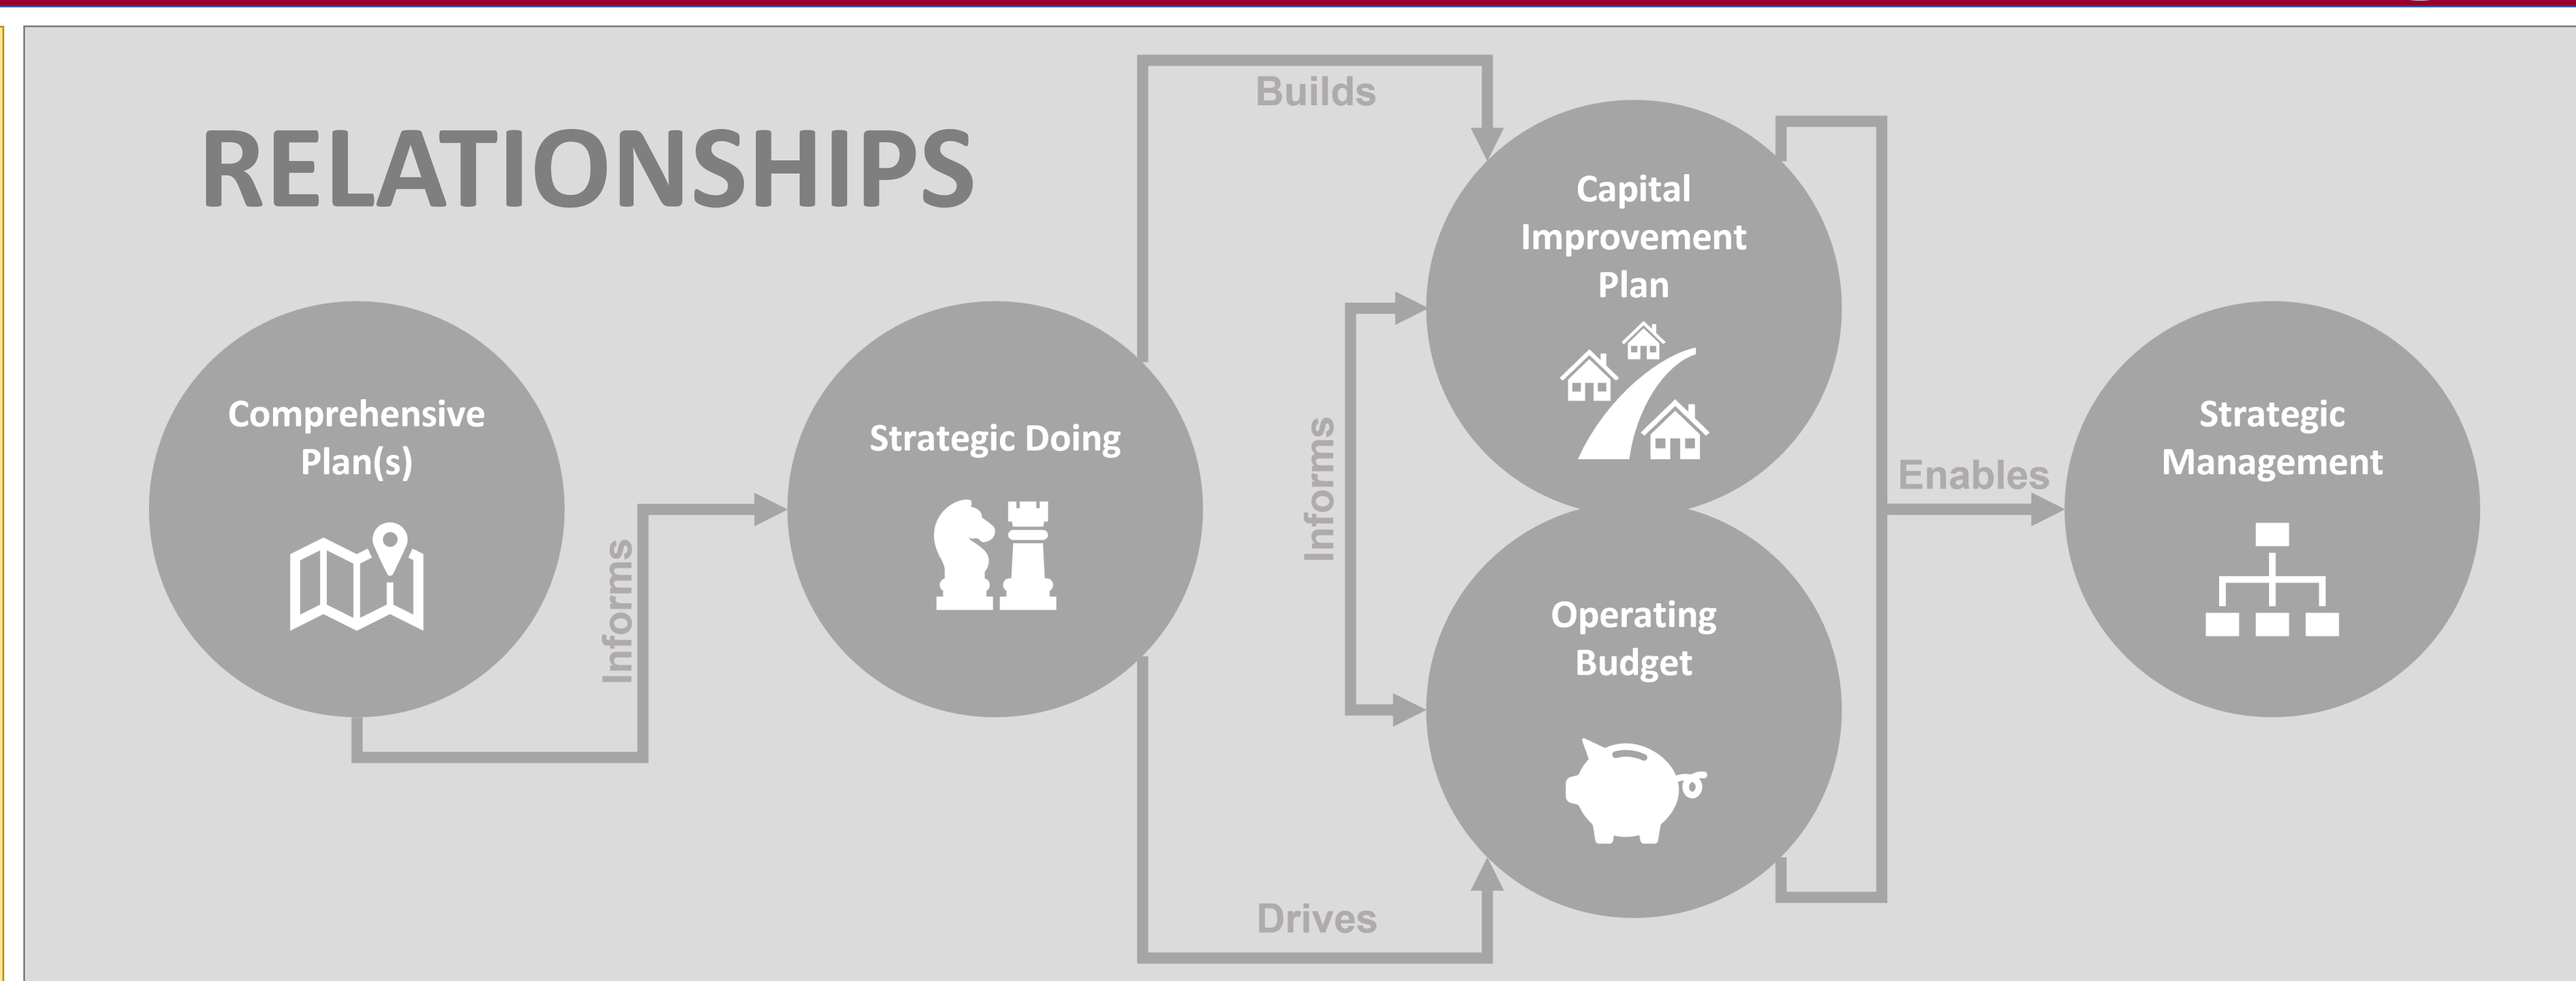 RELATIONSHIPS
Comprehensive
Plan(s)
Informs
Strategic Doing
Builds
Drives
Informs
Capital
Improvement
Plan
Operating
Budget
Enables
Strategic
Management